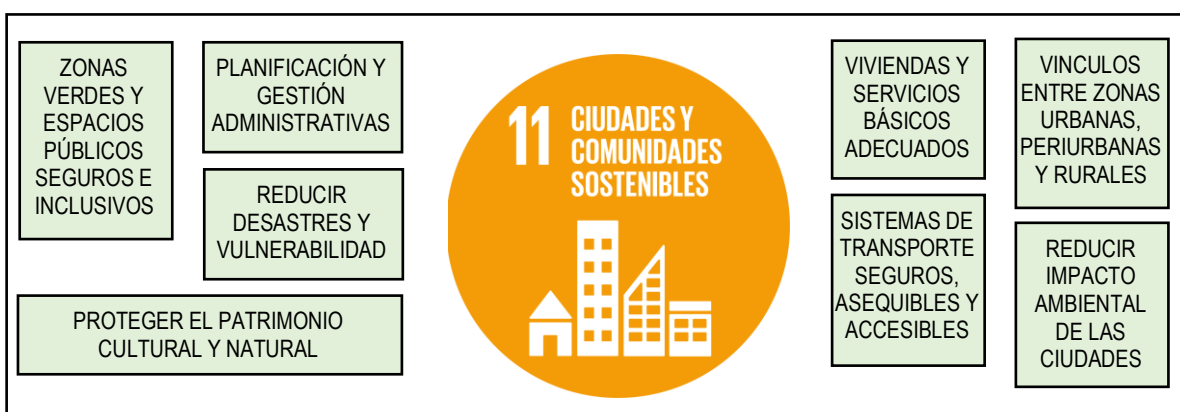 ZONAS
VERDES Y
ESPACIOS
PÚBLICOS
SEGUROS E
INCLUSIVOS
PLANIFICACIÓN Y
GESTIÓN
ADMINISTRATIVAS
REDUCIR
DESASTRES Y
VULNERABILIDAD
PROTEGER EL PATRIMONIO
CULTURAL Y NATURAL
11 CIUDADES Y
COMUNIDADES
SOSTENIBLES
VIVIENDAS Y
SERVICIOS
BÁSICOS
ADECUADOS
SISTEMAS DE
TRANSPORTE
SEGUROS,
ASEQUIBLES Y
ACCESIBLES
VINCULOS
ENTRE ZONAS
URBANAS,
PERIURBANAS
Y RURALES
REDUCIR
IMPACTO
AMBIENTAL
DE LAS
CIUDADES